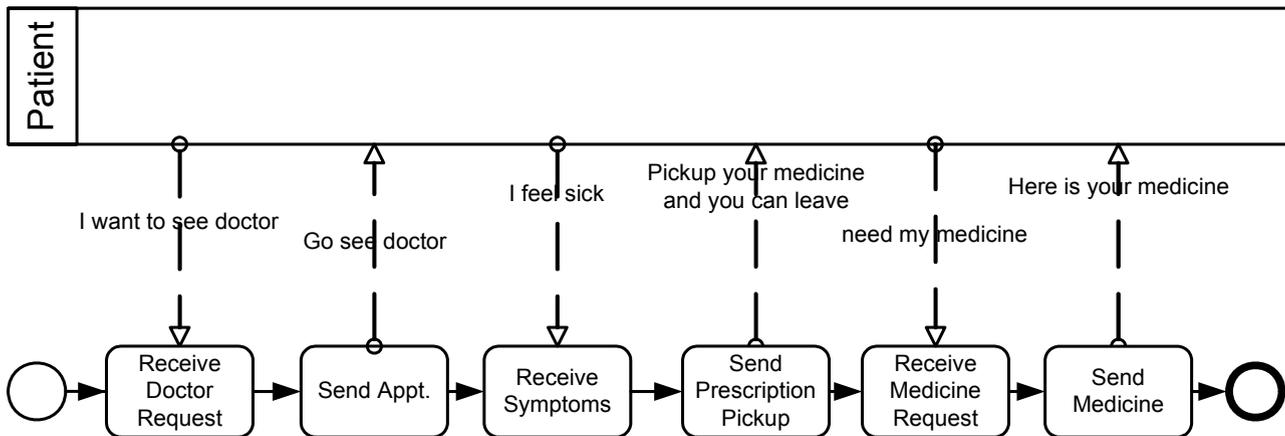 Patient
I want to see doctor
Go see doctor
I feel sick
Pickup your medicine
and you can leave
need my medicine
Here is your medicine
Receive
Doctor
Request
Send Appt.
Receive
Symptoms
Send
Prescription
Pickup
Receive
Medicine
Request
Send
Medicine